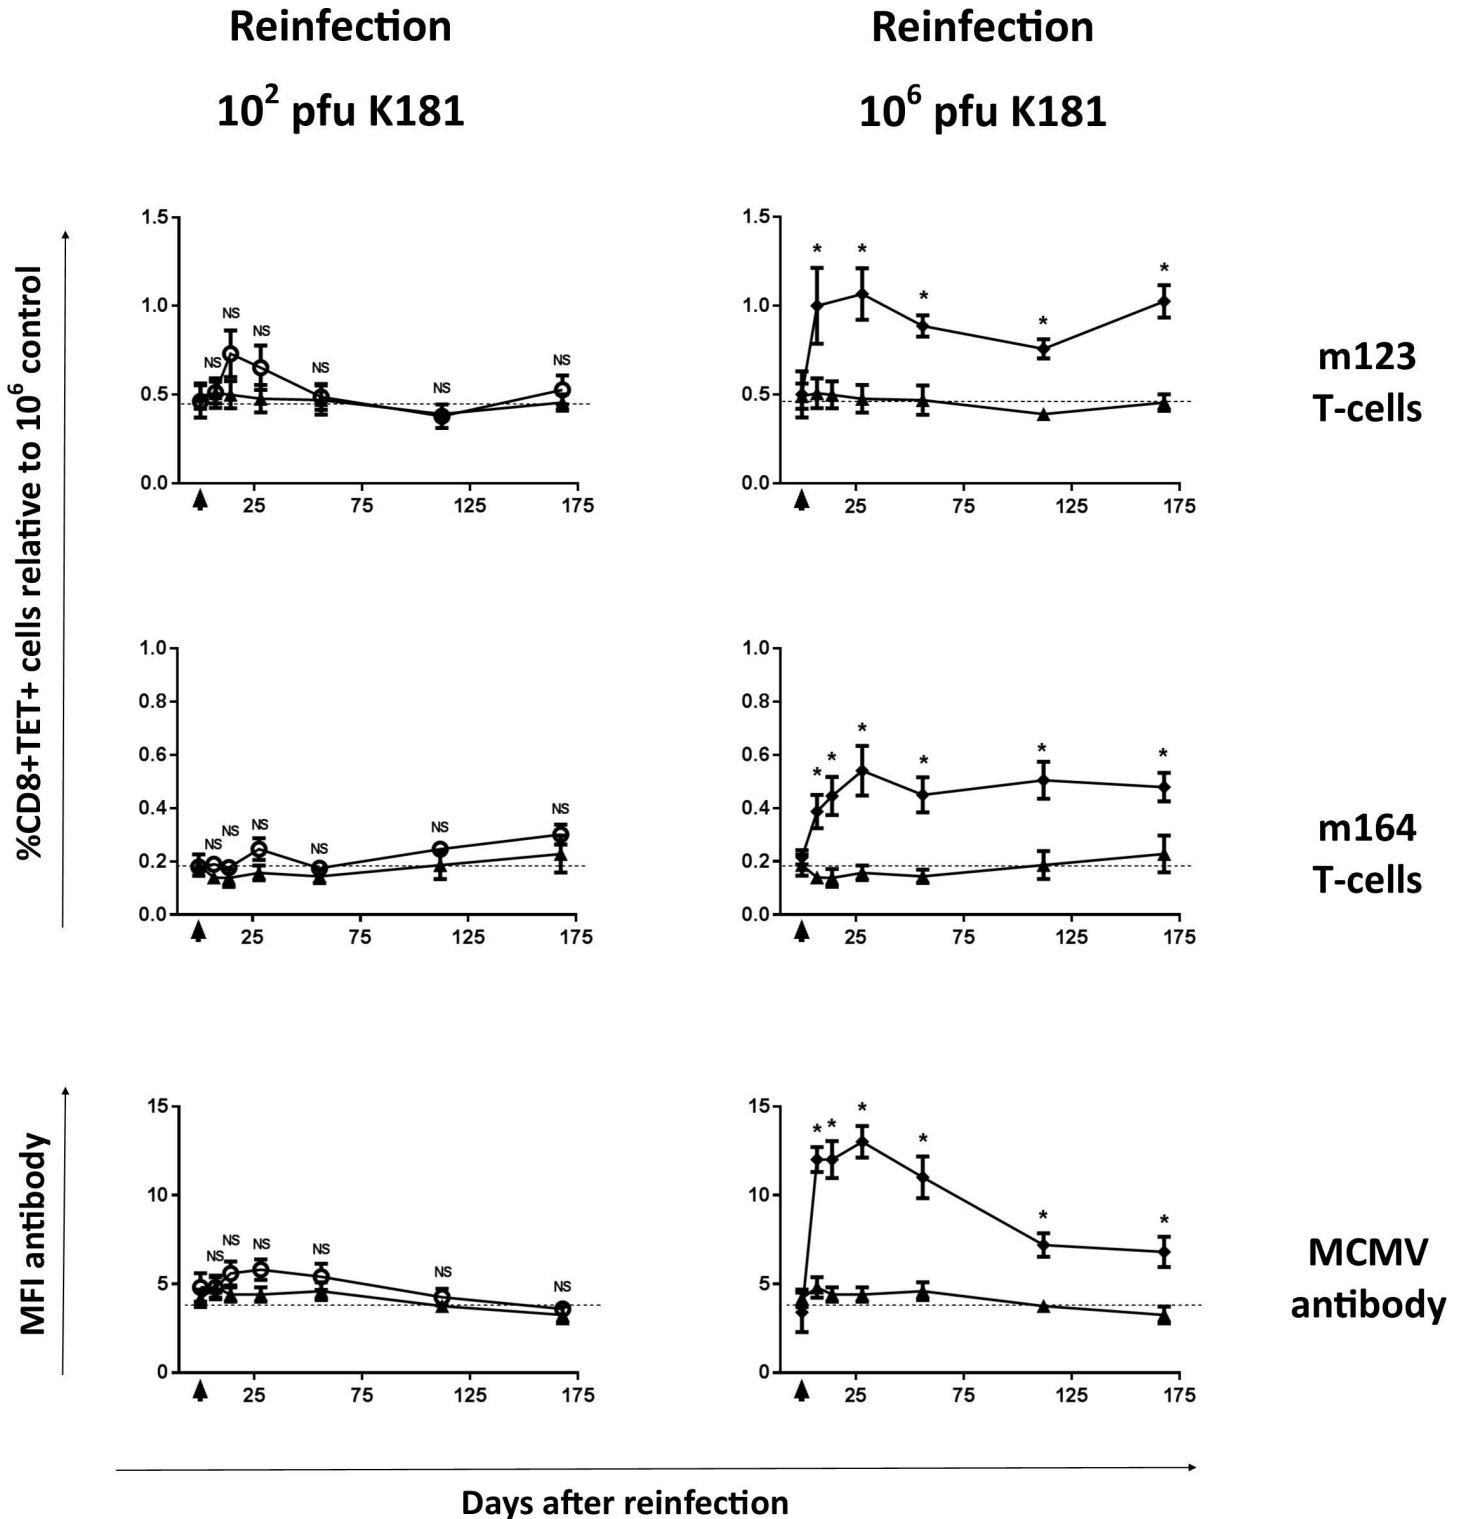 Reinfection
10² pfu K181
Reinfection
10⁶ pfu K181
%CD8+TET+ cells relative to 10⁶ control
1.5
1.0
0.5
0.0
NS
NS
NS
NS
NS
NS
25
75
125
175
1.5
1.0
0.5
0.0
*
*
*
*
*
25
75
125
175
m123
T-cells
1.0
0.8
0.6
0.4
0.2
0.0
NS
NS
NS
NS
NS
NS
25
75
125
175
1.0
0.8
0.6
0.4
0.2
0.0
*
*
*
*
*
*
25
75
125
175
m164
T-cells
MFI antibody
15
10
5
0
NS
NS
NS
NS
NS
NS
25
75
125
175
15
10
5
0
*
*
*
*
*
*
25
75
125
175
MCMV
antibody
Days after reinfection